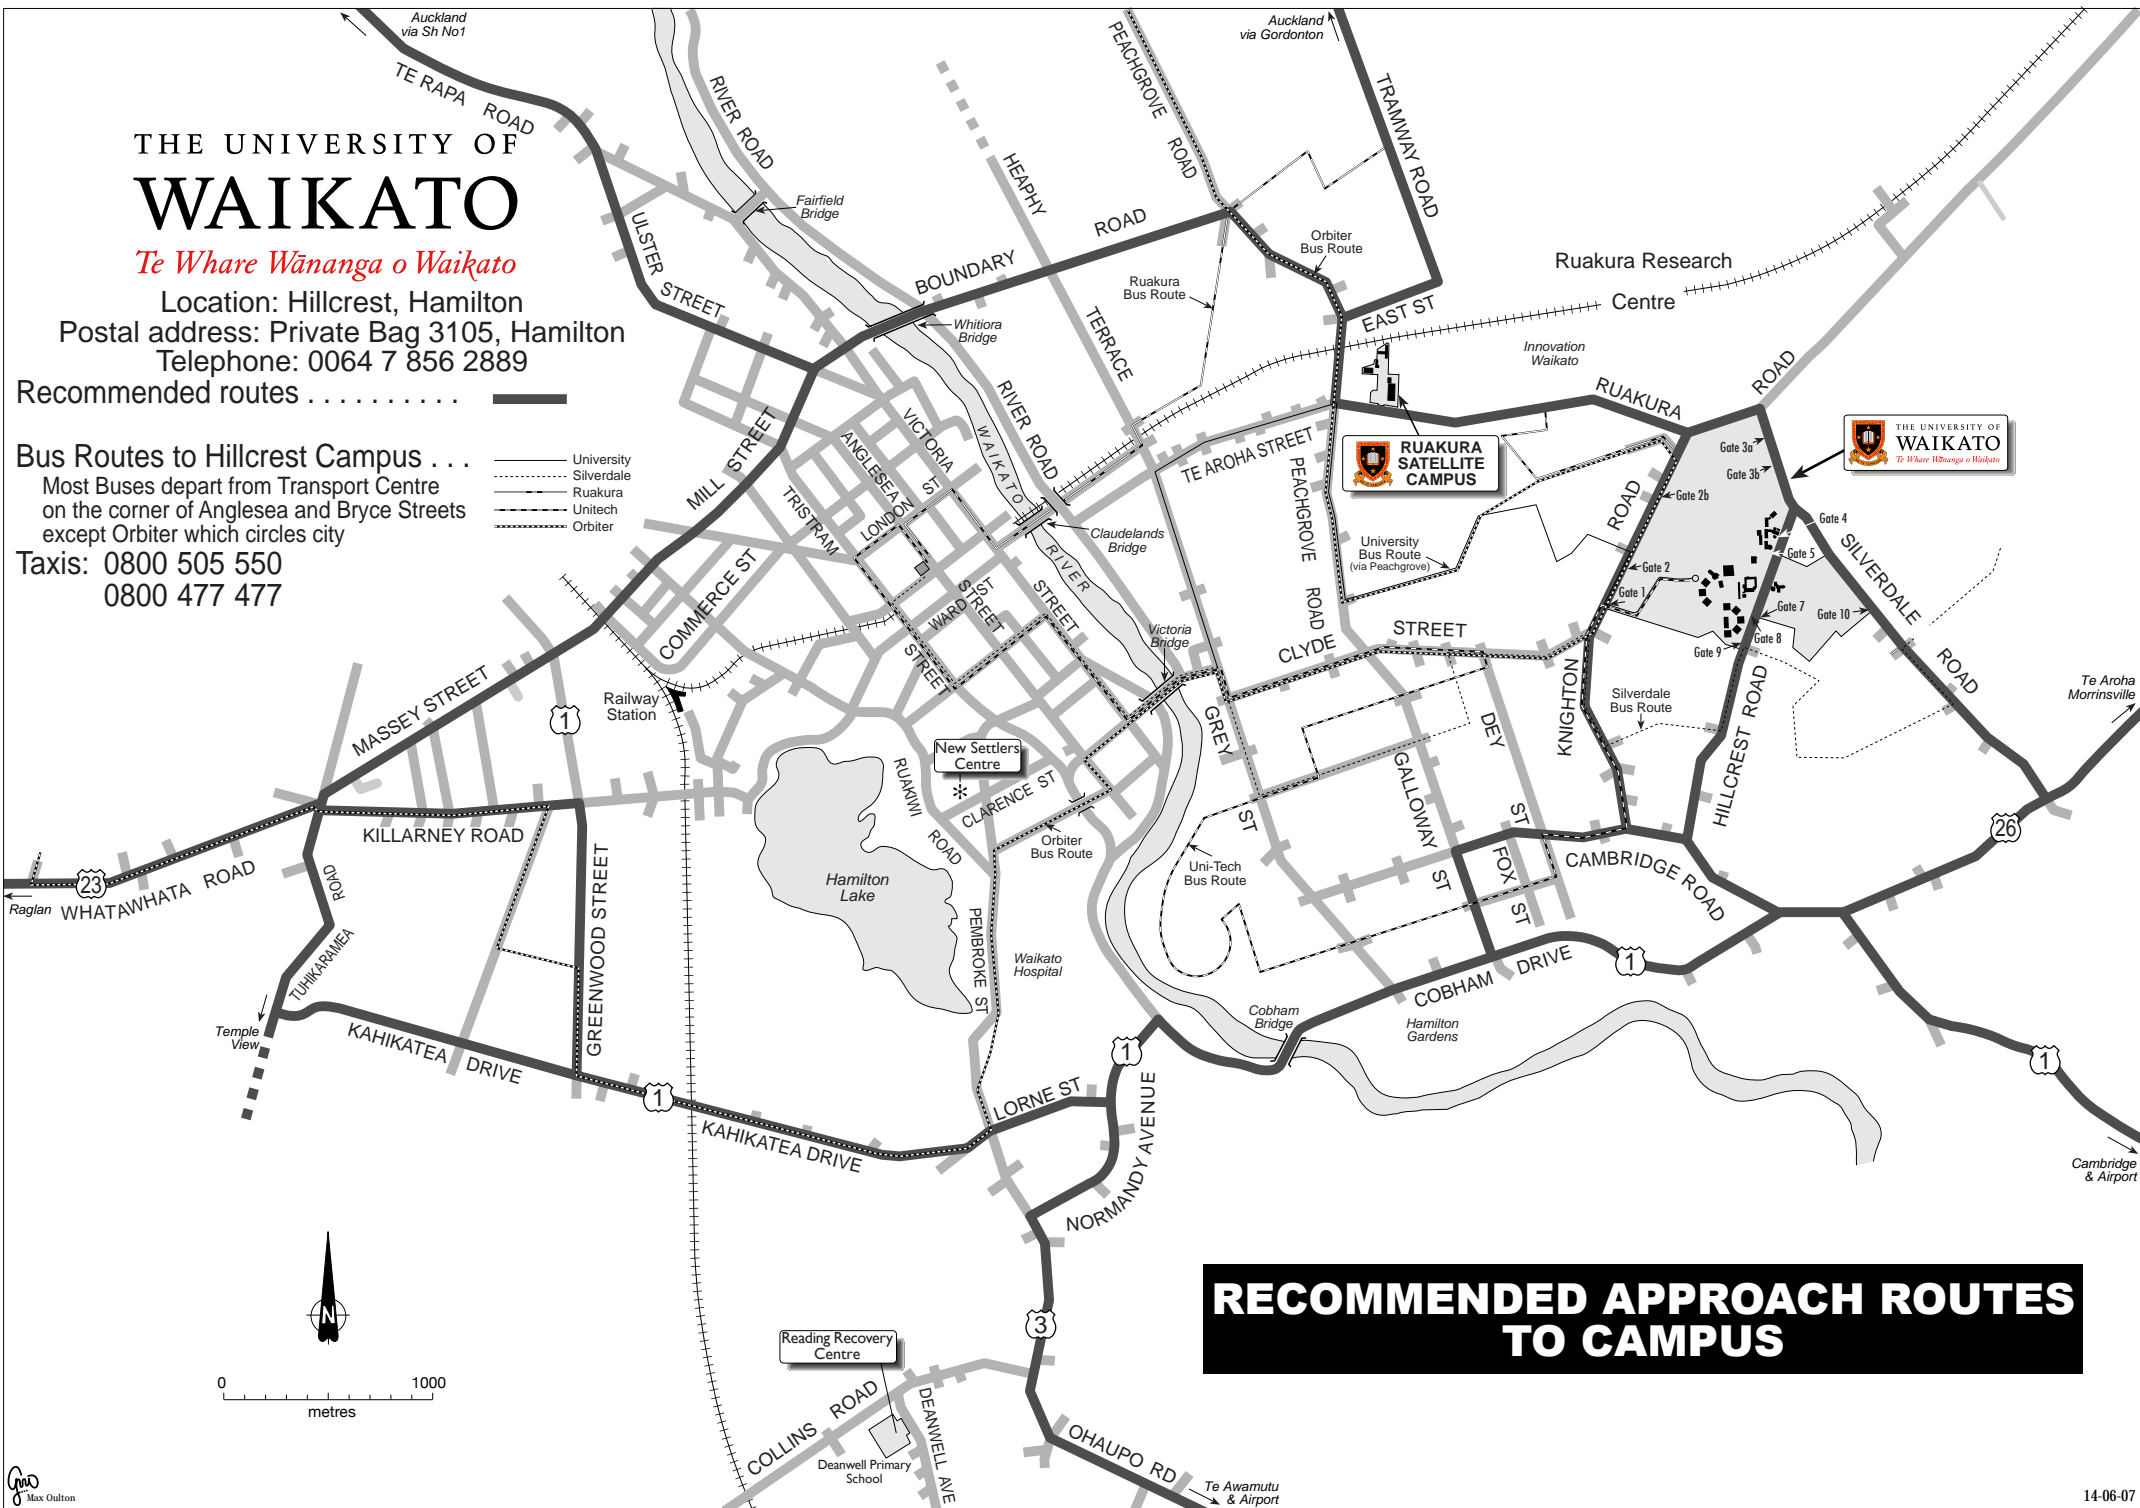 THE UNIVERSITY OF
WAIKATO
Te Whare Wānanga o Waikato
Location: Hillcrest, Hamilton
Postal address: Private Bag 3105, Hamilton
Telephone: 0064 7 856 2889
Recommended routes . . . . . . . . . .
Bus Routes to Hillcrest Campus . . .
Most Buses depart from Transport Centre
on the corner of Anglesea and Bryce Streets
except Orbiter which circles city
University
Silverdale
Ruakura
Unitech
Orbiter
Taxis: 0800 505 550
0800 477 477
Auckland
via Sh No1
TE RAPA ROAD
RIVER ROAD
Fairfield
Bridge
ULSTER STREET
HEAPHY TERRACE
PEACHGROVE ROAD
Auckland
via Gordonton
TRAMWAY ROAD
BOUNDARY ROAD
Whitiora
Bridge
Ruakura
Bus Route
Orbiter
Bus Route
EAST ST
Ruakura Research
Centre
Innovation
Waikato
RUAKURA ROAD
RUAKURA
SATELLITE
CAMPUS
THE UNIVERSITY OF
WAIKATO
Te Whare Wānanga o Waikato
Gate 3a
Gate 3b
Gate 2b
Gate 4
Gate 5
Gate 2
Gate 1
Gate 7
Gate 10
Gate 8
Gate 9
SILVERDALE ROAD
RIVER ROAD
WAIKATO RIVER
Claudelands
Bridge
TE AROHA STREET
PEACHGROVE ROAD
University
Bus Route
(via Peachgrove)
MILL STREET
VICTORIA STREET
ANGLESEA STREET
LONDON ST
TRISTRAM STREET
WARD ST
COMMERCE ST
Victoria
Bridge
CLYDE STREET
KNIGHTON ROAD
HILLCREST ROAD
Silverdale
Bus Route
Te Aroha
Morrinsville
MASSEY STREET
1
Railway
Station
New Settlers
Centre
CLARENCE ST
RUAKIWI ROAD
Orbiter
Bus Route
GREY ST
GALLOWAY ST
DEY ST
FOX ST
Uni-Tech
Bus Route
CAMBRIDGE ROAD
26
KILLARNEY ROAD
23
Raglan
WHATAWHATA ROAD
TUHIKARAMEA ROAD
GREENWOOD STREET
Hamilton
Lake
PEMBROKE ST
Waikato
Hospital
COBHAM DRIVE
1
Cobham
Bridge
Hamilton
Gardens
Temple
View
KAHIKATEA DRIVE
1
KAHIKATEA DRIVE
LORNE ST
1
NORMANDY AVENUE
1
Cambridge
& Airport
N
0 1000
metres
3
Reading Recovery
Centre
COLLINS ROAD
DEANWELL AVE
Deanwell Primary
School
OHAUPO RD
Te Awamutu
& Airport
RECOMMENDED APPROACH ROUTES
TO CAMPUS
Max Oulton
14-06-07